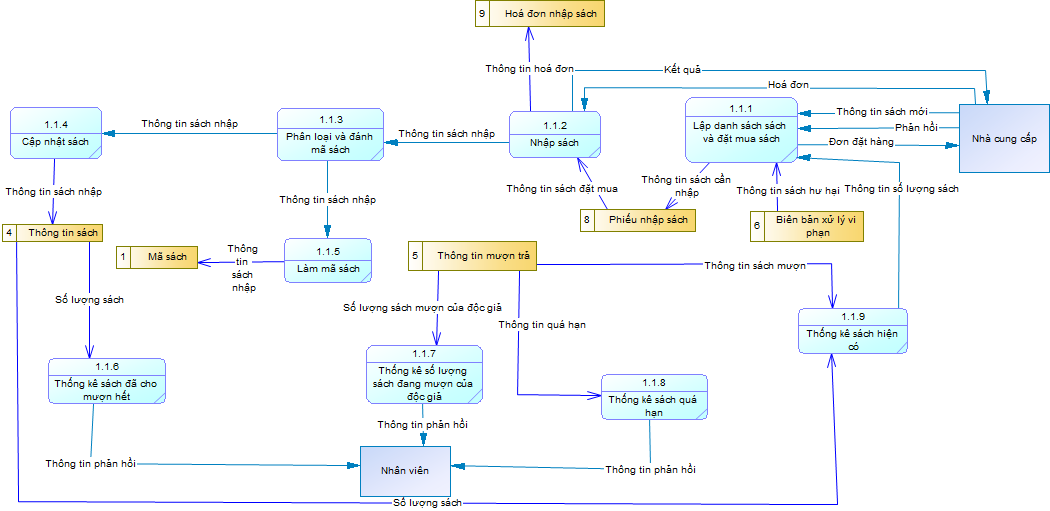 9 Hoá đơn nhập sách
Thông tin hoá đơn
Kết quả
Hoá đơn
1.1.4
Cập nhật sách
Thông tin sách nhập
1.1.3
Phân loại và đánh
mã sách
Thông tin sách nhập
1.1.2
Nhập sách
1.1.1
Lập danh sách sách
và đặt mua sách
Thông tin sách mới
Phản hồi
Đơn đặt hàng
Nhà cung cấp
Thông tin sách nhập
Thông tin sách nhập
Thông tin sách đặt mua
Thông tin sách cần
nhập
Thông tin sách hư hại
Thông tin số lượng sách
4 Thông tin sách
8 Phiếu nhập sách
6 Biên bản xử lý vi
phạn
1 Mã sách
Thông
tin
sách
nhập
1.1.5
Làm mã sách
5 Thông tin mượn trả
Thông tin sách mượn
Số lượng sách
Số lượng sách mượn của độc giả
Thông tin quá hạn
1.1.9
Thống kê sách hiện
có
1.1.6
Thống kê sách đã cho
mượn hết
1.1.7
Thống kê số lượng
sách đang mượn của
độc giả
1.1.8
Thống kê sách quá
hạn
Thông tin phản hồi
Thông tin phản hồi
Nhân viên
Thông tin phản hồi
Số lượng sách